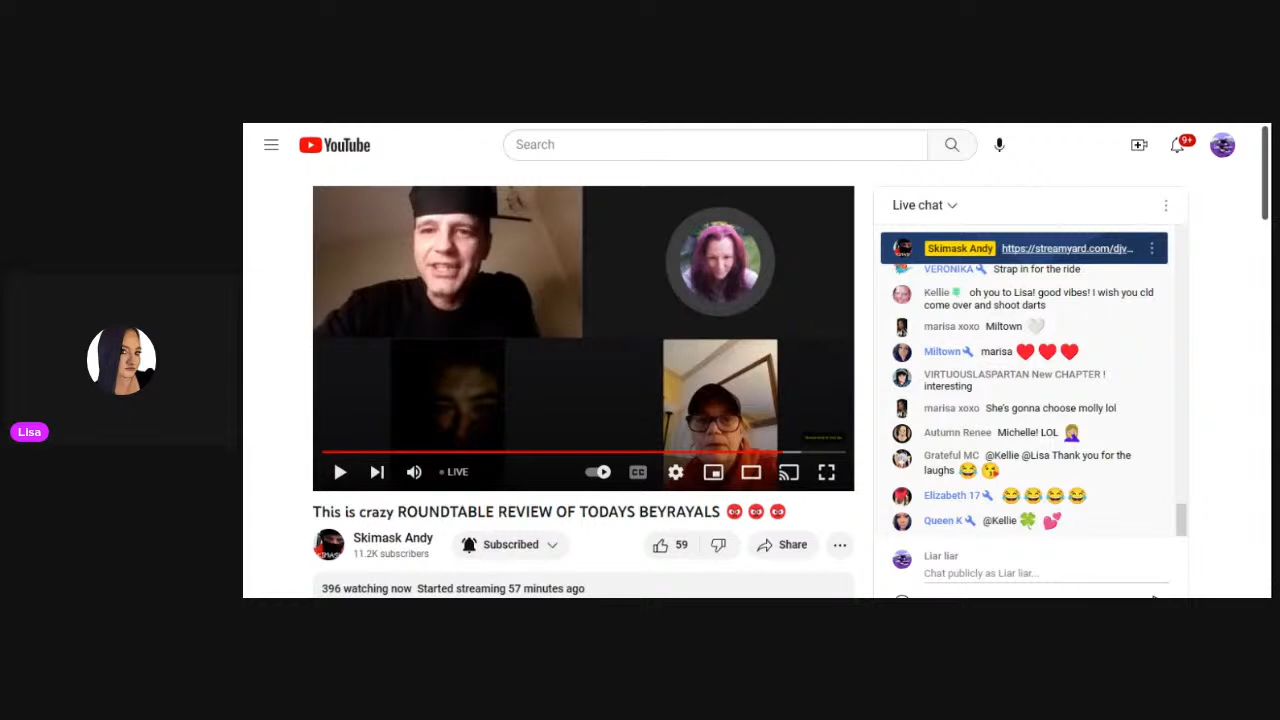 YouTube
Search
9+
Live chat
Skimask Andy https://streamyard.com/djv...
VERONIKA Strap in for the ride
Kellie oh you to Lisa! good vibes! I wish you cld
come over and shoot darts
marisa xoxo Miltown
Miltown marisa
VIRTUOUSLASPARTAN New CHAPTER !
interesting
marisa xoxo She's gonna choose molly lol
Autumn Renee Michelle! LOL
Grateful MC @Kellie @Lisa Thank you for the
laughs
Elizabeth 17
Queen K @Kellie
Liar liar
Chat publicly as Liar liar...
LIVE
CC
This is crazy ROUNDTABLE REVIEW OF TODAYS BEYRAYALS
Skimask Andy
11.2K subscribers
Subscribed
59
Share
396 watching now Started streaming 57 minutes ago
Lisa